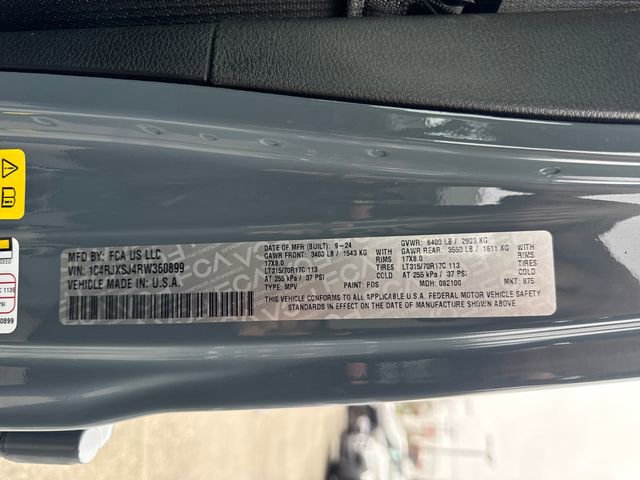 MFD BY: FCA US LLC
VIN: 1C4RJXSJ4RW360899
VEHICLE MADE IN U.S.A.
DATE OF MFR (BUILT): 9-24
GAWR FRONT: 3400 LB / 1543 KG WITH
17X8.0 RIMS
LT315/70R17C 113 TIRES
AT 255 kPa / 37 PSI COLD
TYPE: MPV PAINT: PDS
GVWR: 6400 LB / 2903 KG
GAWR REAR: 3550 LB / 1611 KG WITH
17X8.0 RIMS
LT315/70R17C 113 TIRES
AT 255 kPa / 37 PSI COLD
MDH: 082100 MKT: 875
THIS VEHICLE CONFORMS TO ALL APPLICABLE U.S.A. FEDERAL MOTOR VEHICLE SAFETY
STANDARDS IN EFFECT ON THE DATE OF MANUFACTURE SHOWN ABOVE
0899